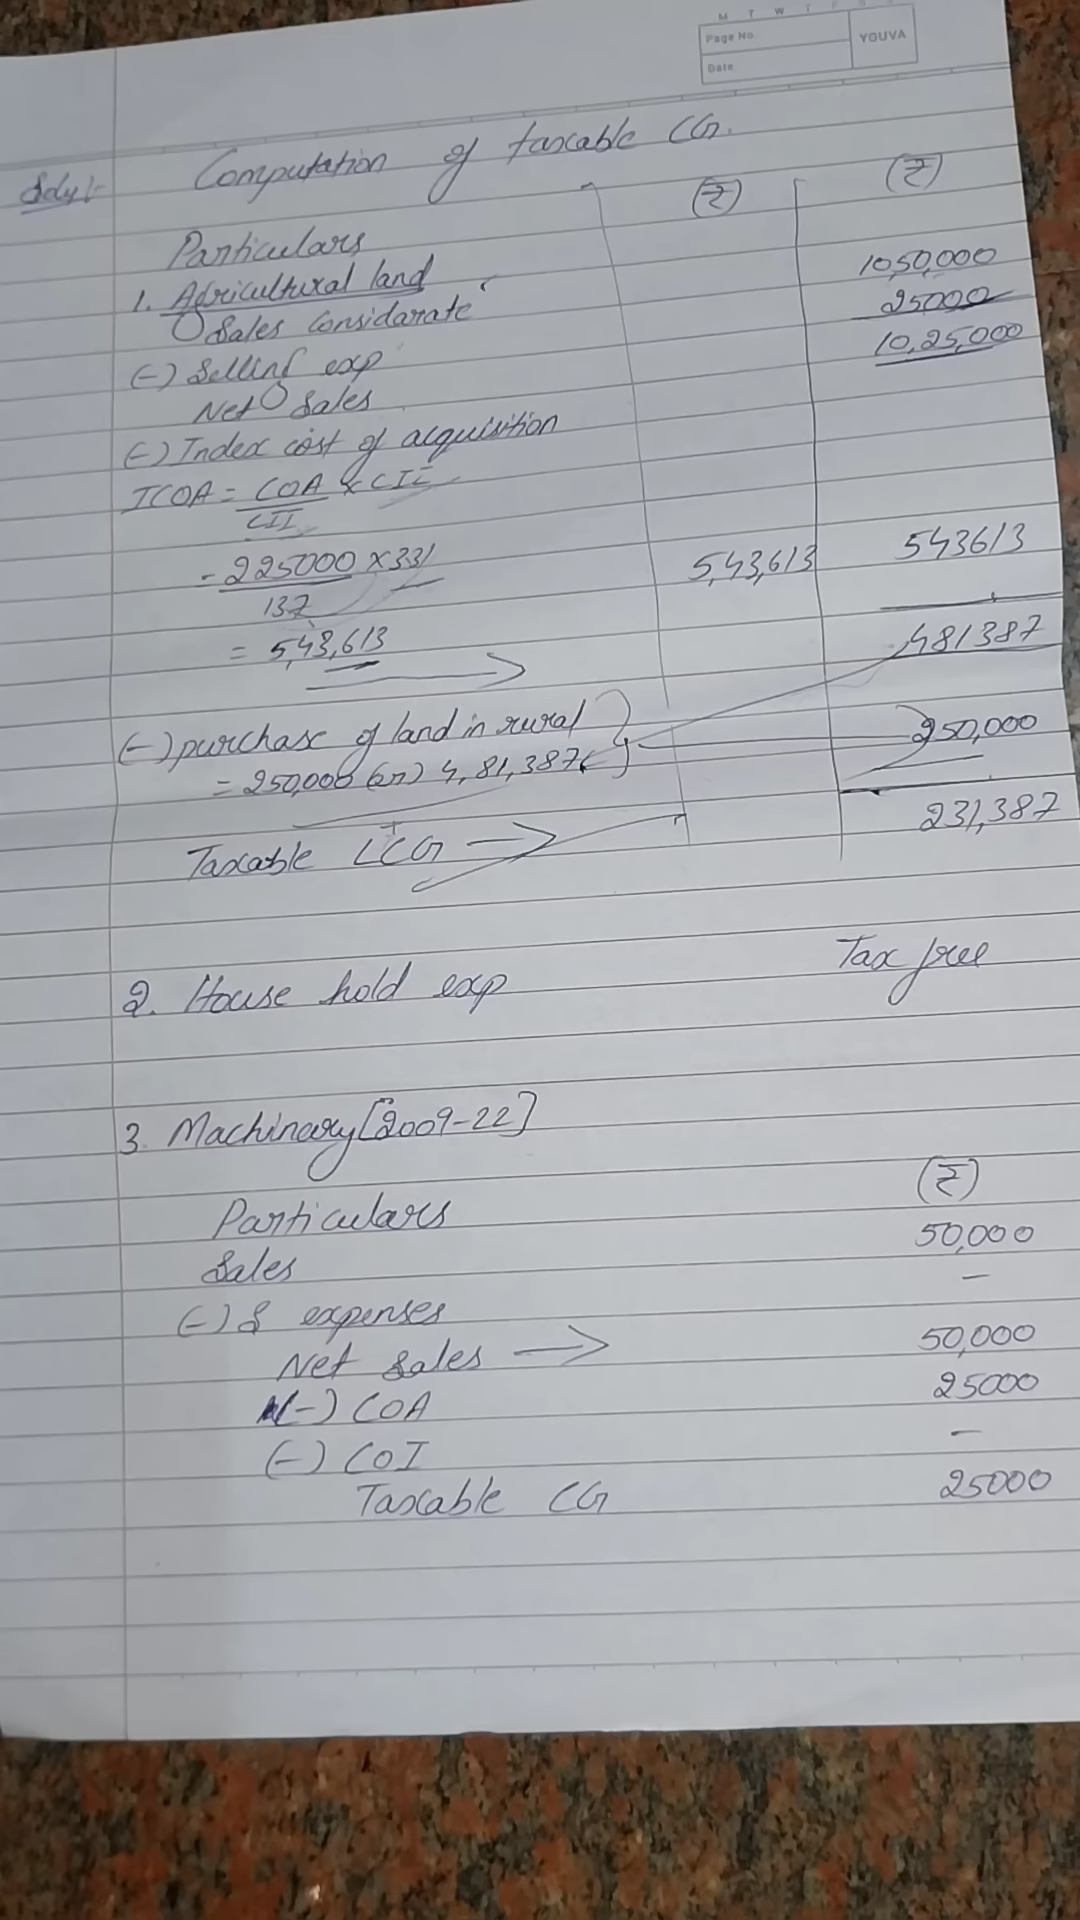 M T W T F
Page No. YOUVA
Date
Soly:- Computation of taxable CG.
Particulars (₹) (₹)
1. Agricultural land
Sales Considarate 1050,000
(-) Selling exp 25000
Net Sales 10,25,000
(-) Index cost of acquisition
ICOA = COA × CII
CII
= 225000 × 331 5,43,613 543613
137
= 5,43,613 481387
(-) purchase of land in rural 250,000
= 250,000 (or) 4,81,387
Taxable LCG 231,387
2. House hold exp Tax free
3. Machinary [2009-22]
Particulars (₹)
Sales 50,000
(-) S expenses —
Net Sales 50,000
(-) COA 25000
(-) COI —
Taxable CG 25000